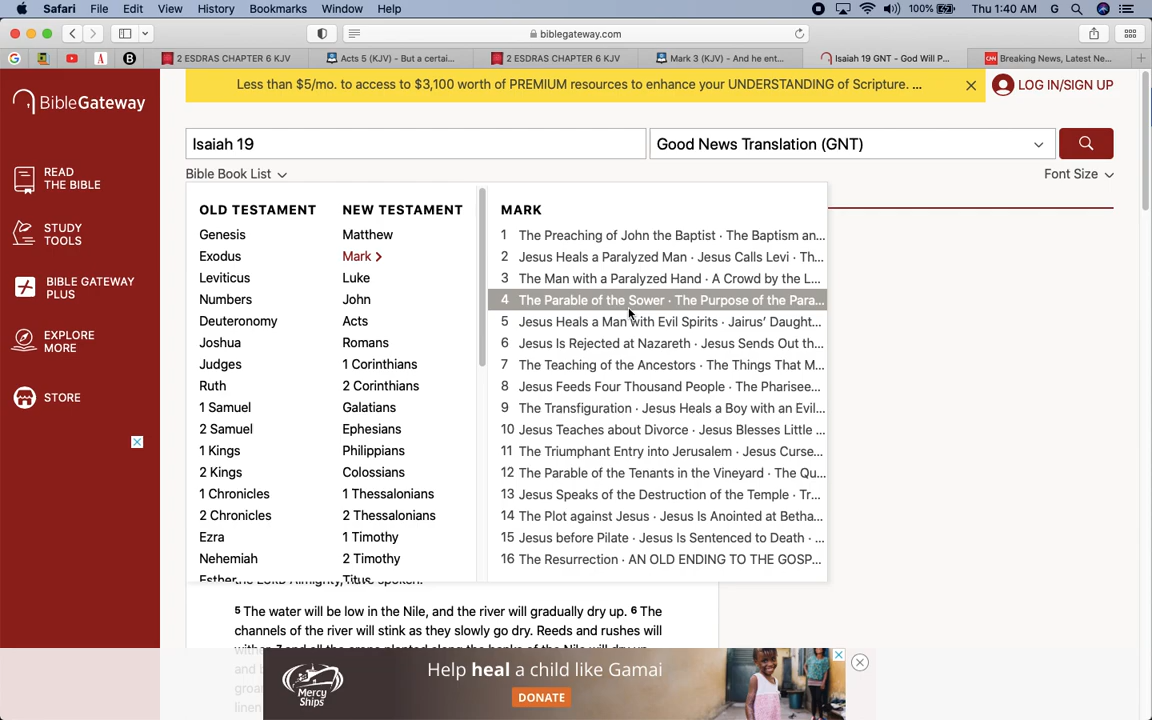 Safari File Edit View History Bookmarks Window Help 100% Thu 1:40 AM G
biblegateway.com
G A B 2 ESDRAS CHAPTER 6 KJV Acts 5 (KJV) - But a certai... 2 ESDRAS CHAPTER 6 KJV Mark 3 (KJV) - And he ent... Isaiah 19 GNT - God Will P... CNN Breaking News, Latest Ne...
BibleGateway
Less than $5/mo. to access to $3,100 worth of PREMIUM resources to enhance your UNDERSTANDING of Scripture. ...
LOG IN/SIGN UP
Isaiah 19
Good News Translation (GNT)
Bible Book List
Font Size
READ
THE BIBLE
STUDY
TOOLS
BIBLE GATEWAY
PLUS
EXPLORE
MORE
STORE
OLD TESTAMENT
Genesis
Exodus
Leviticus
Numbers
Deuteronomy
Joshua
Judges
Ruth
1 Samuel
2 Samuel
1 Kings
2 Kings
1 Chronicles
2 Chronicles
Ezra
Nehemiah
Esther
NEW TESTAMENT
Matthew
Mark >
Luke
John
Acts
Romans
1 Corinthians
2 Corinthians
Galatians
Ephesians
Philippians
Colossians
1 Thessalonians
2 Thessalonians
1 Timothy
2 Timothy
Titus
MARK
1 The Preaching of John the Baptist · The Baptism an...
2 Jesus Heals a Paralyzed Man · Jesus Calls Levi · Th...
3 The Man with a Paralyzed Hand · A Crowd by the L...
4 The Parable of the Sower · The Purpose of the Para...
5 Jesus Heals a Man with Evil Spirits · Jairus’ Daught...
6 Jesus Is Rejected at Nazareth · Jesus Sends Out th...
7 The Teaching of the Ancestors · The Things That M...
8 Jesus Feeds Four Thousand People · The Pharisee...
9 The Transfiguration · Jesus Heals a Boy with an Evil...
10 Jesus Teaches about Divorce · Jesus Blesses Little ...
11 The Triumphant Entry into Jerusalem · Jesus Curse...
12 The Parable of the Tenants in the Vineyard · The Qu...
13 Jesus Speaks of the Destruction of the Temple · Tr...
14 The Plot against Jesus · Jesus Is Anointed at Betha...
15 Jesus before Pilate · Jesus Is Sentenced to Death · ...
16 The Resurrection · AN OLD ENDING TO THE GOSP...
5 The water will be low in the Nile, and the river will gradually dry up. 6 The
channels of the river will stink as they slowly go dry. Reeds and rushes will
Help heal a child like Gamai
DONATE
MERCY
SHIPS